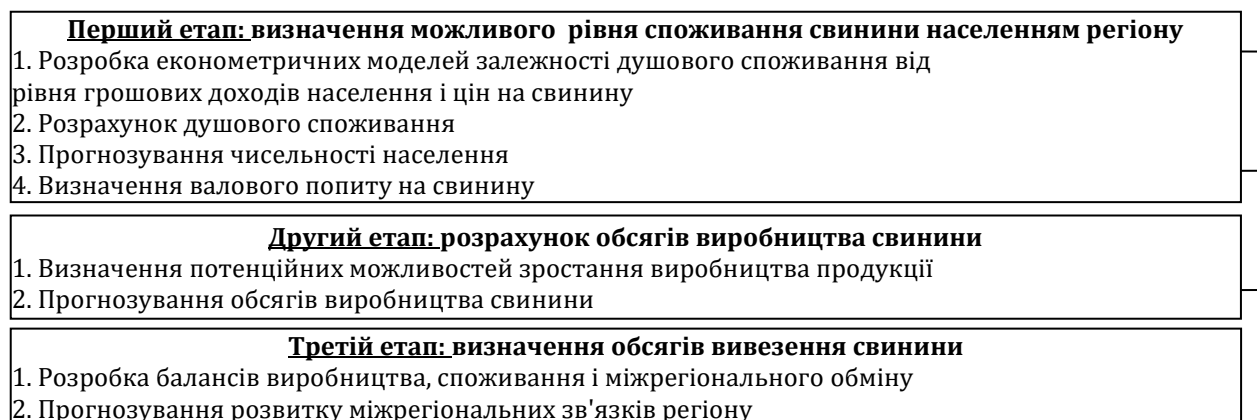 Перший етап: визначення можливого рівня споживання свинини населенням регіону
1. Розробка економетричних моделей залежності душового споживання від
рівня грошових доходів населення і цін на свинину
2. Розрахунок душового споживання
3. Прогнозування чисельності населення
4. Визначення валового попиту на свинину
Другий етап: розрахунок обсягів виробництва свинини
1. Визначення потенційних можливостей зростання виробництва продукції
2. Прогнозування обсягів виробництва свинини
Третій етап: визначення обсягів вивезення свинини
1. Розробка балансів виробництва, споживання і міжрегіонального обміну
2. Прогнозування розвитку міжрегіональних зв'язків регіону